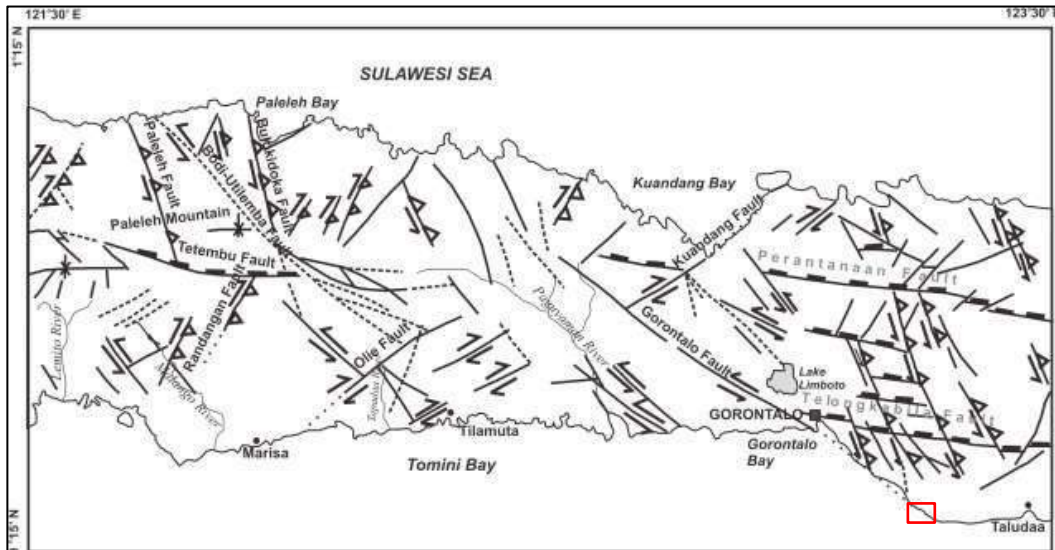 121°30' E
123°30' E
1°15' N
SULAWESI SEA
Paleleh Bay
Paleleh Fault
Bodi-Utilemba Fault
Bulokidoka Fault
Kuandang Bay
Paleleh Mountain
Kuandang Fault
Tetembu Fault
Perantanaan Fault
Randangan Fault
Paguyaman River
Gorontalo Fault
Lemito River
Olie Fault
Lake
Limboto
Telongkabila Fault
GORONTALO
Tilamuta
Marisa
Gorontalo
Bay
Tomini Bay
Taludaa
1°15' N